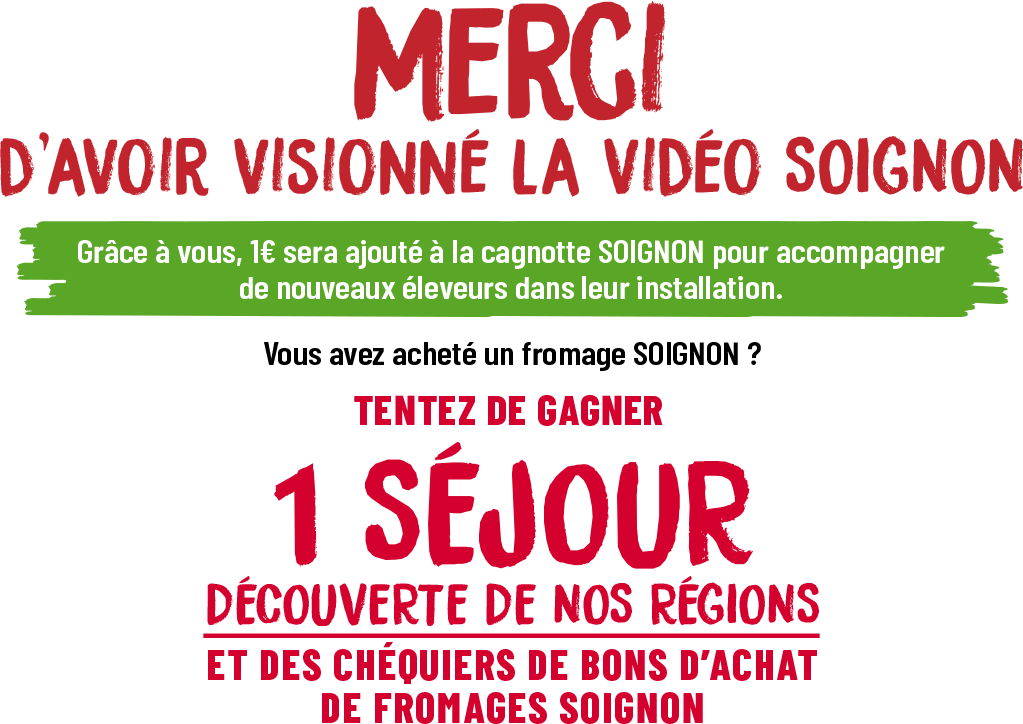 MERCI
D'AVOIR VISIONNÉ LA VIDÉO SOIGNON
Grâce à vous, 1€ sera ajouté à la cagnotte SOIGNON pour accompagner
de nouveaux éleveurs dans leur installation.
Vous avez acheté un fromage SOIGNON ?
TENTEZ DE GAGNER
1 SÉJOUR
DÉCOUVERTE DE NOS RÉGIONS
ET DES CHÉQUIERS DE BONS D'ACHAT
DE FROMAGES SOIGNON